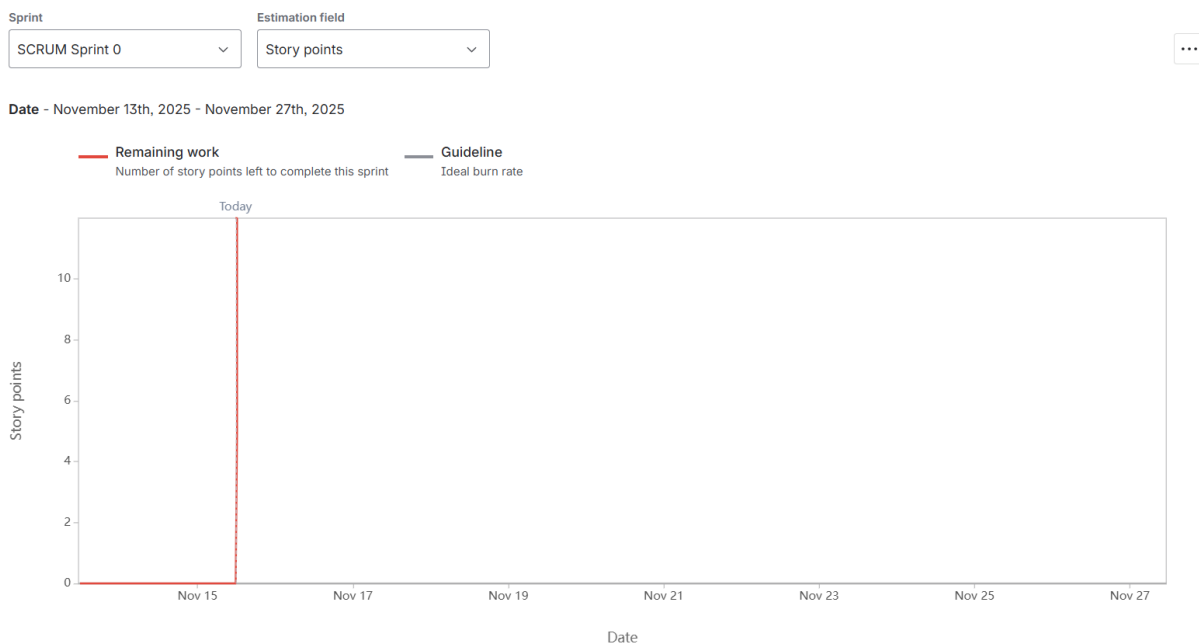 Sprint
Estimation field
SCRUM Sprint 0
Story points
Date - November 13th, 2025 - November 27th, 2025
Remaining work
Number of story points left to complete this sprint
Guideline
Ideal burn rate
Today
10
8
6
4
2
0
Story points
Nov 15
Nov 17
Nov 19
Nov 21
Nov 23
Nov 25
Nov 27
Date